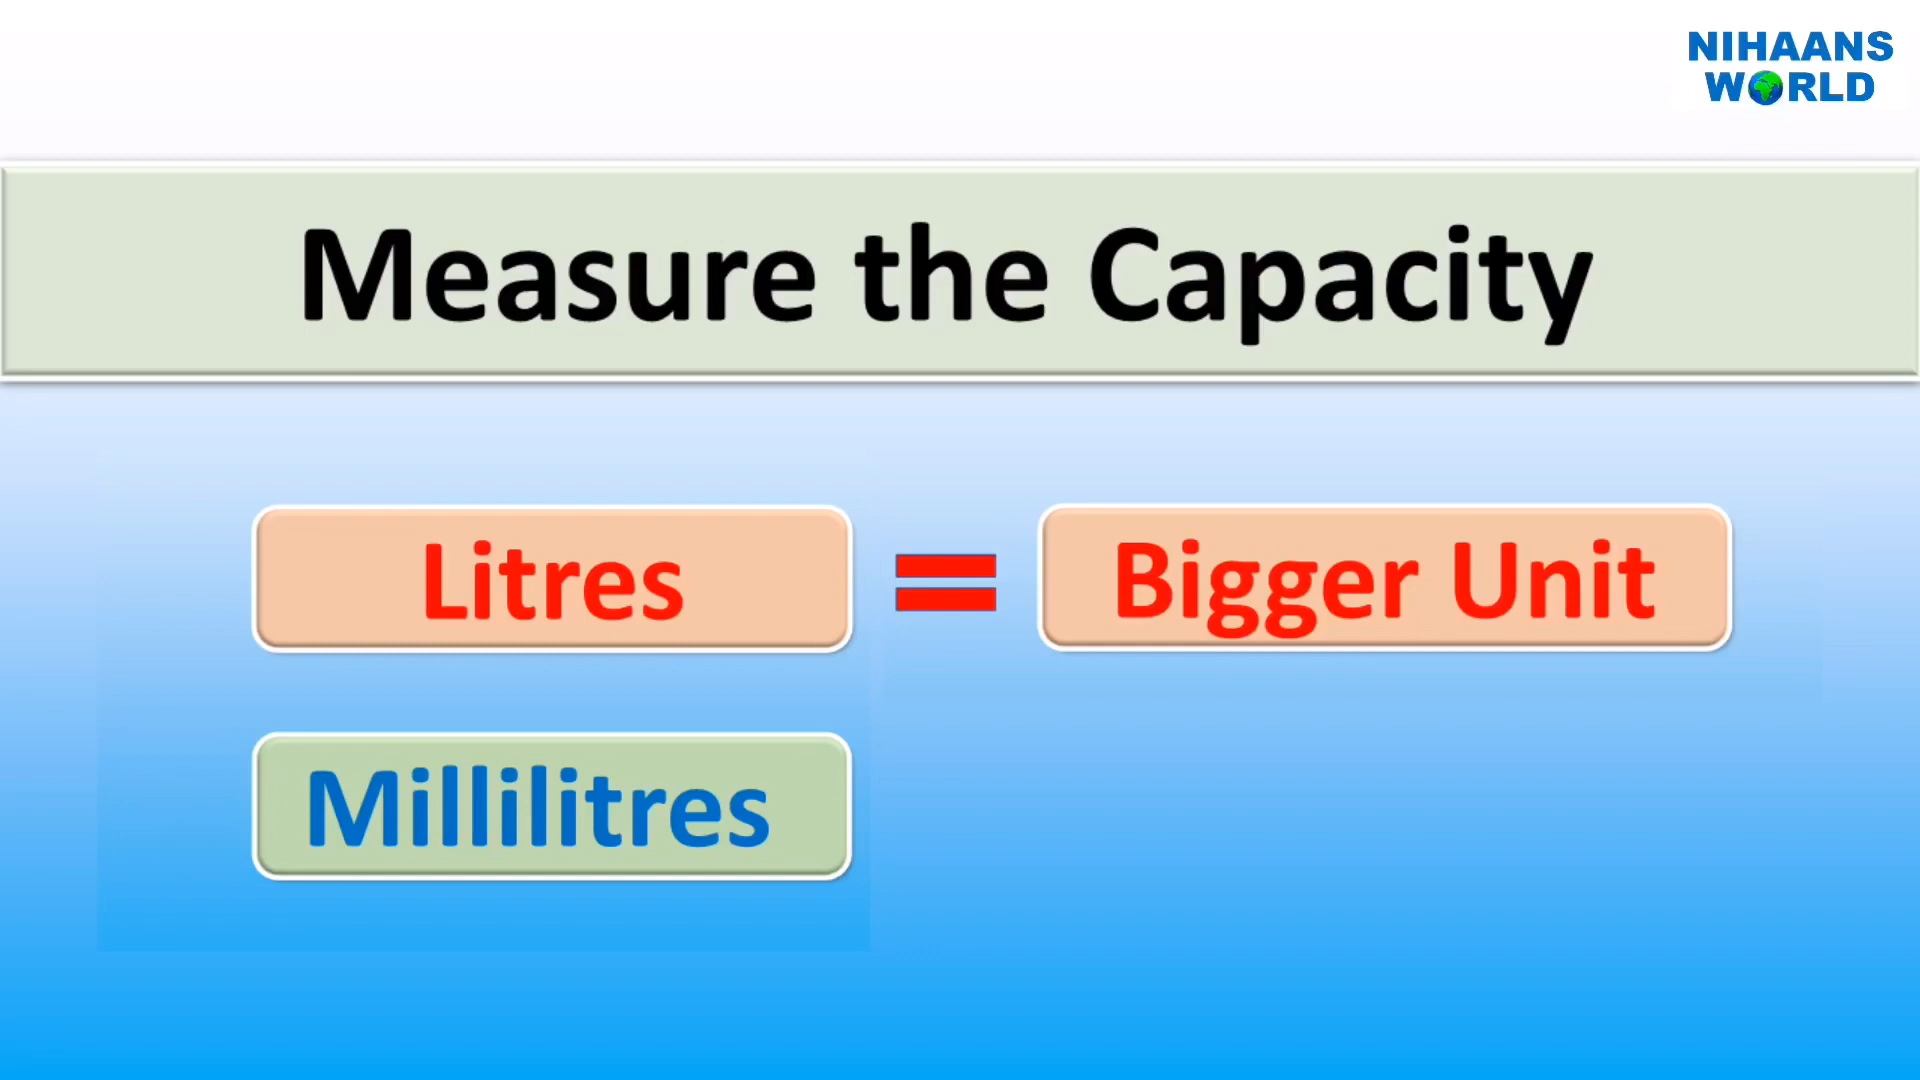 NIHAANS
WORLD
Measure the Capacity
Litres = Bigger Unit
Millilitres